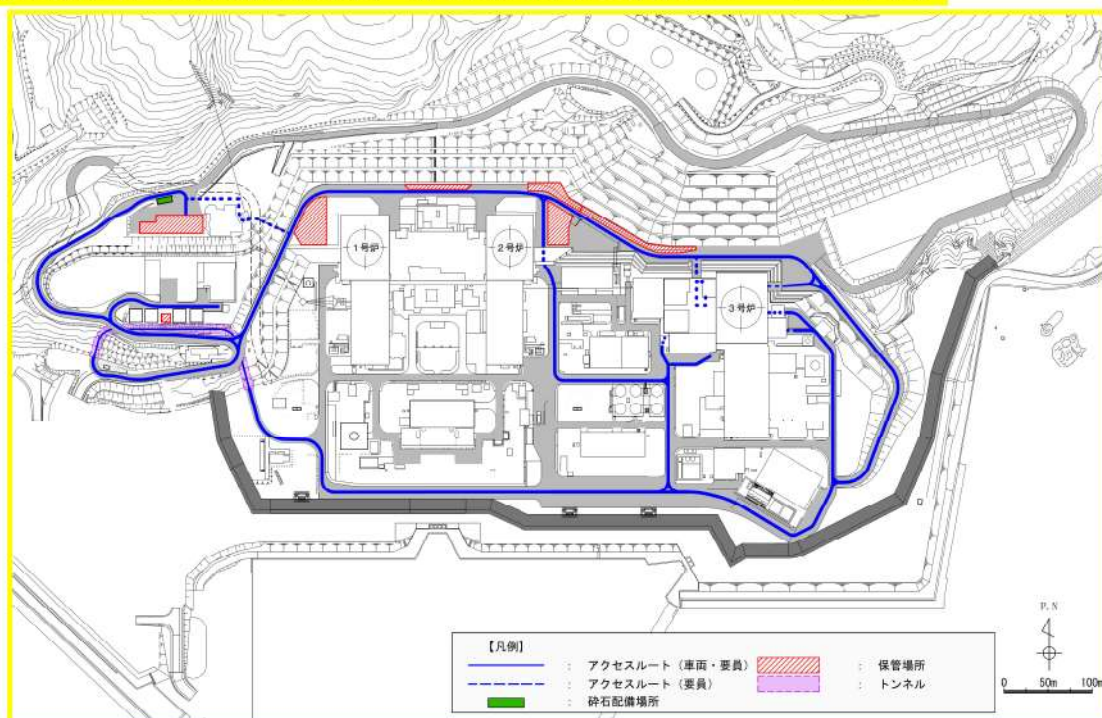 1号炉
2号炉
3号炉
P.N
0 50m 100m
【凡例】
: アクセスルート(車両・要員)
: アクセスルート(要員)
: 砕石配備場所
: 保管場所
: トンネル